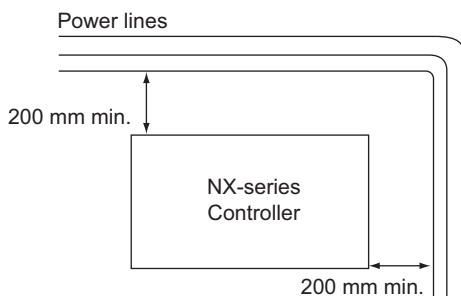 Power lines
200 mm min.
NX-series
Controller
200 mm min.